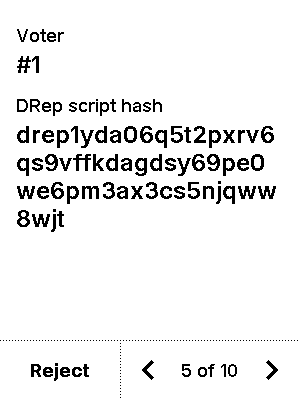 Voter
#1
DRep script hash
drep1yda06q5t2pxrv6
qs9vffkdagdsy69pe0
we6pm3ax3cs5njqww
8wjt
Reject
5 of 10